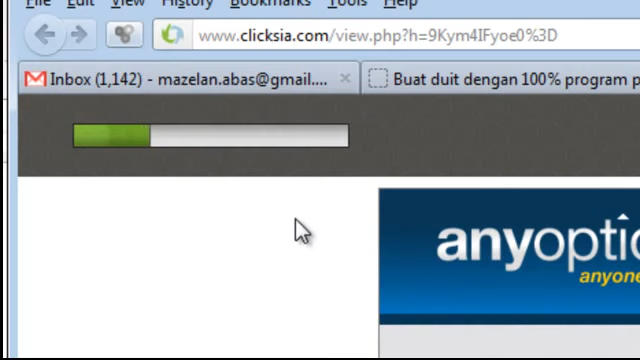 File Edit View History Bookmarks Tools Help
www.clicksia.com/view.php?h=9Kym4IFyoe0%3D
Inbox (1,142) - mazelan.abas@gmail.... × Buat duit dengan 100% program p
anyoptic
anyone